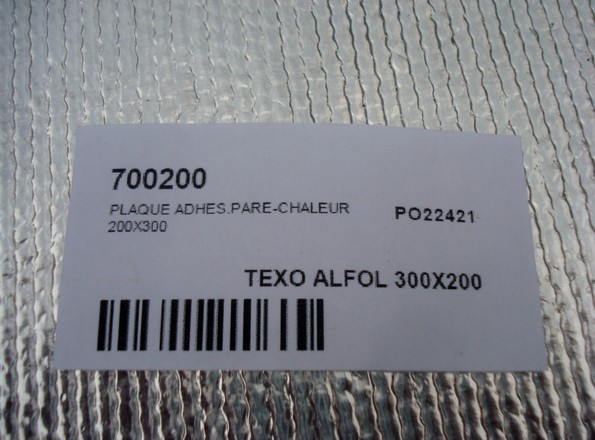 700200
PLAQUE ADHES.PARE-CHALEUR
200X300
PO22421
TEXO ALFOL 300X200